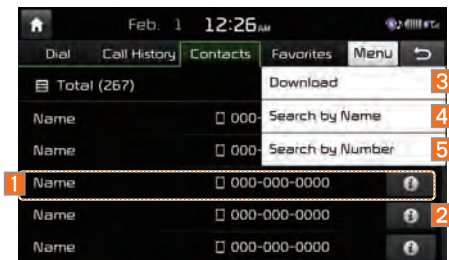 Feb. 1 12:26 AM
Dial Call History Contacts Favorites Menu
Total (267) Download 3
Name 000- Search by Name 4
Name 000- Search by Number 5
1 Name 000-000-0000
Name 000-000-0000 2
Name 000-000-0000